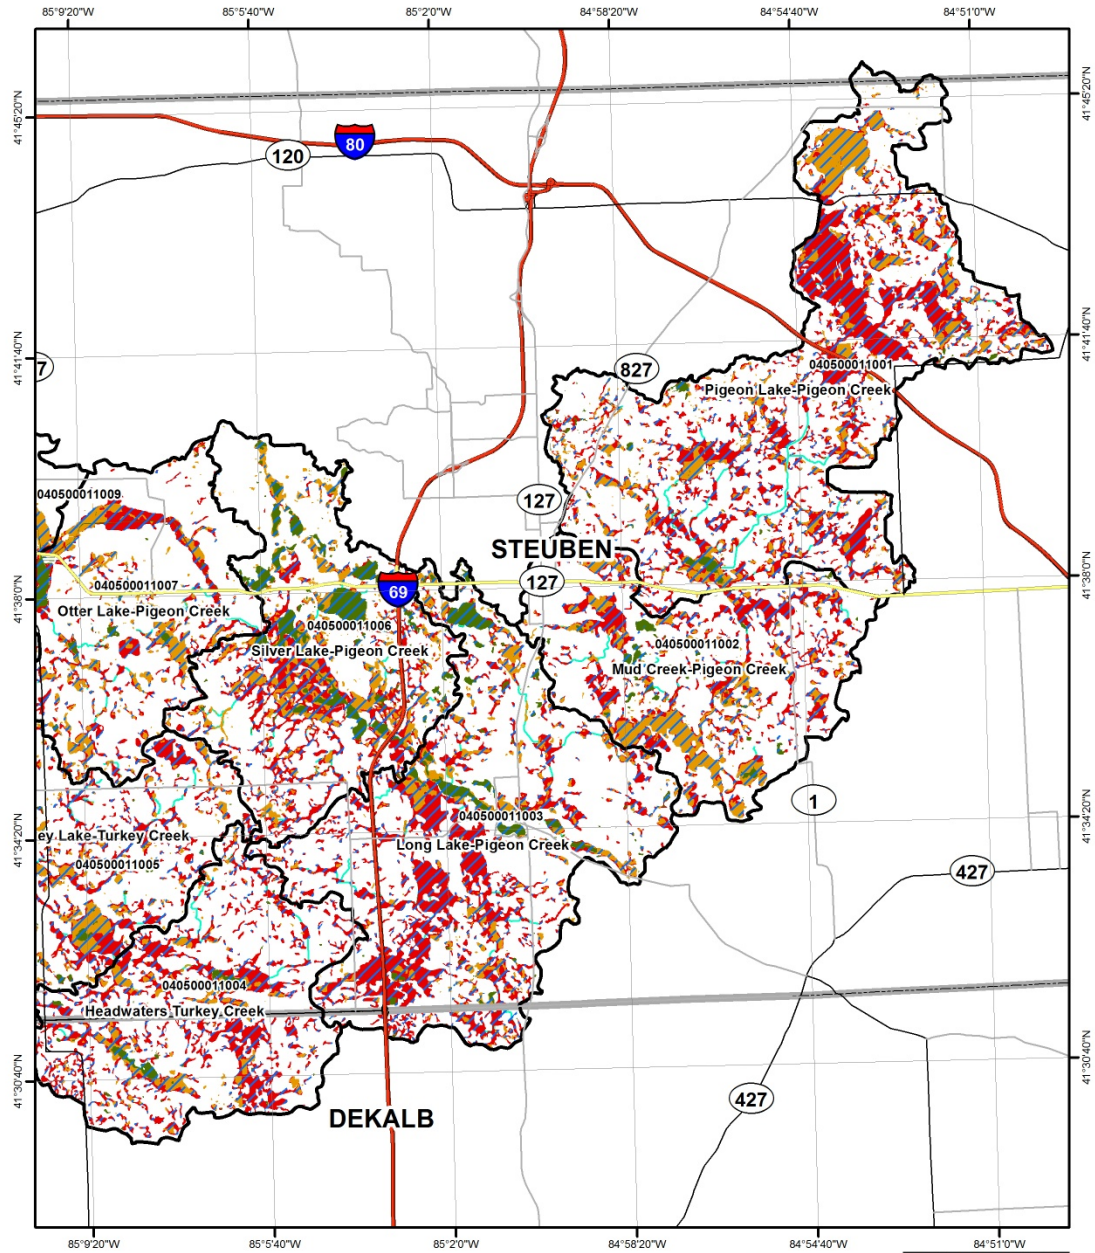 85°9'20"W 85°5'40"W 85°2'0"W 84°58'20"W 84°54'40"W 84°51'0"W
41°45'20"N
41°45'20"N
80
120
41°41'40"N
41°41'40"N
7
827
040500011001
Pigeon Lake-Pigeon Creek
040500011009
127
STEUBEN
127
69
41°38'0"N
41°38'0"N
040500011007
Otter Lake-Pigeon Creek
040500011006
Silver Lake-Pigeon Creek
040500011002
Mud Creek-Pigeon Creek
1
41°34'20"N
41°34'20"N
040500011003
Long Lake-Pigeon Creek
ey Lake-Turkey Creek
040500011005
427
040500011004
Headwaters Turkey Creek
41°30'40"N
41°30'40"N
427
DEKALB
85°9'20"W 85°5'40"W 85°2'0"W 84°58'20"W 84°54'40"W 84°51'0"W